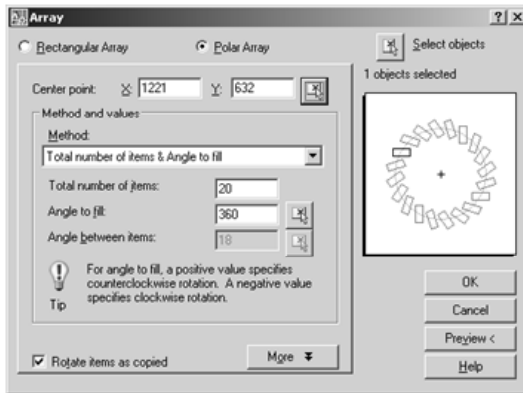 Array
Rectangular Array
Polar Array
Select objects
1 objects selected
Center point: X: 1221 Y: 632
Method and values
Method:
Total number of items & Angle to fill
Total number of items: 20
Angle to fill: 360
Angle between items: 18
For angle to fill, a positive value specifies
counterclockwise rotation. A negative value
specifies clockwise rotation.
Tip
Rotate items as copied
More
OK
Cancel
Preview <
Help